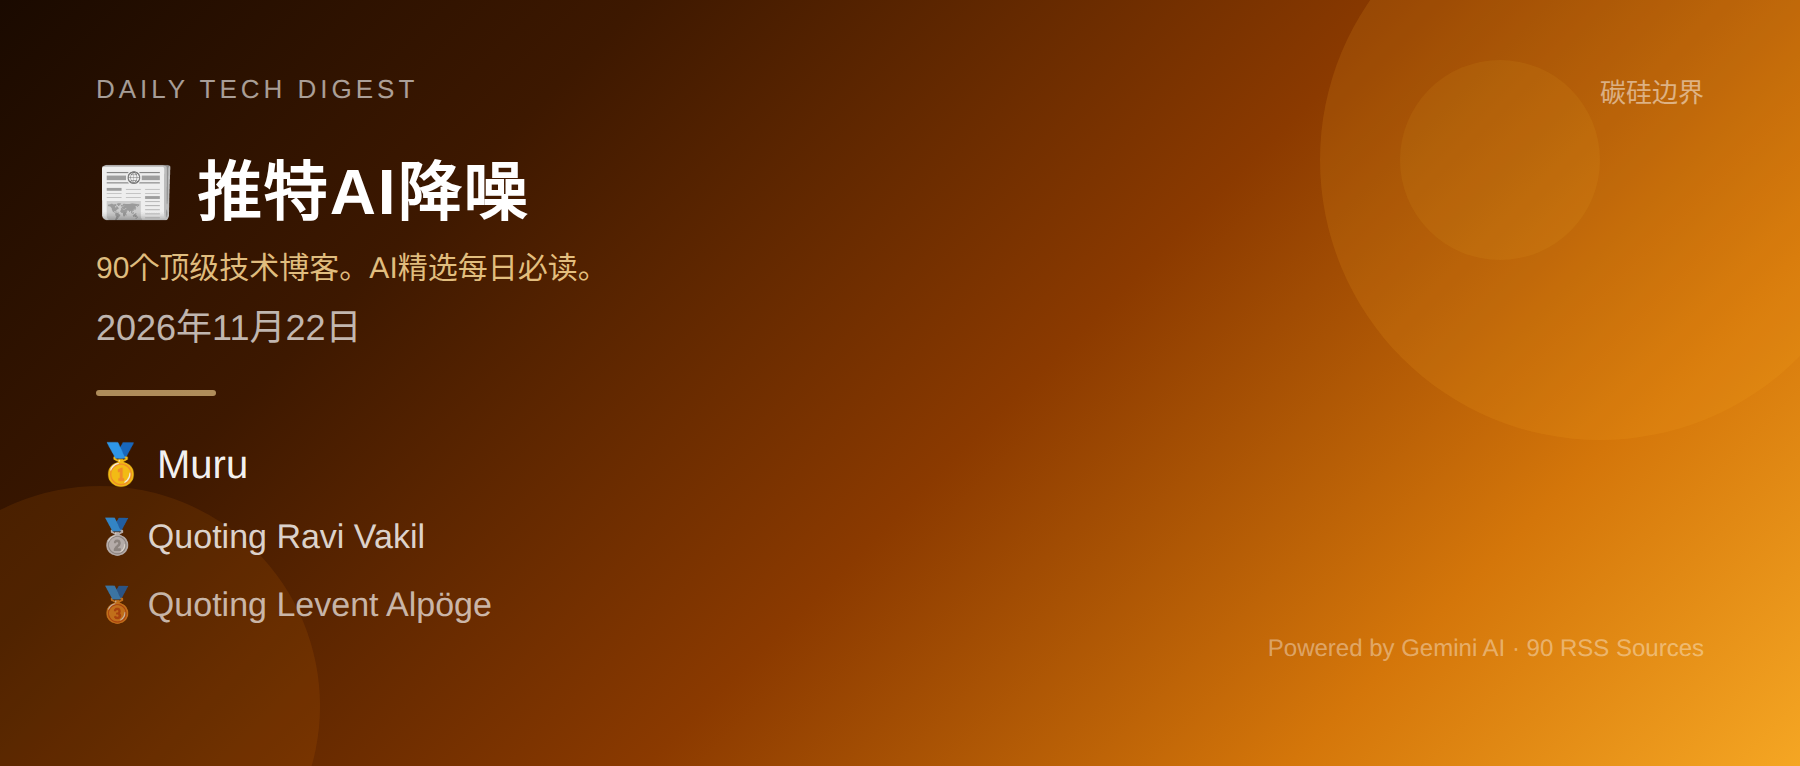 DAILY TECH DIGEST
碳硅边界
📰 推特AI降噪
90个顶级技术博客。AI精选每日必读。
2026年11月22日
🥇 Muru
🥈 Quoting Ravi Vakil
🥉 Quoting Levent Alpöge
Powered by Gemini AI · 90 RSS Sources